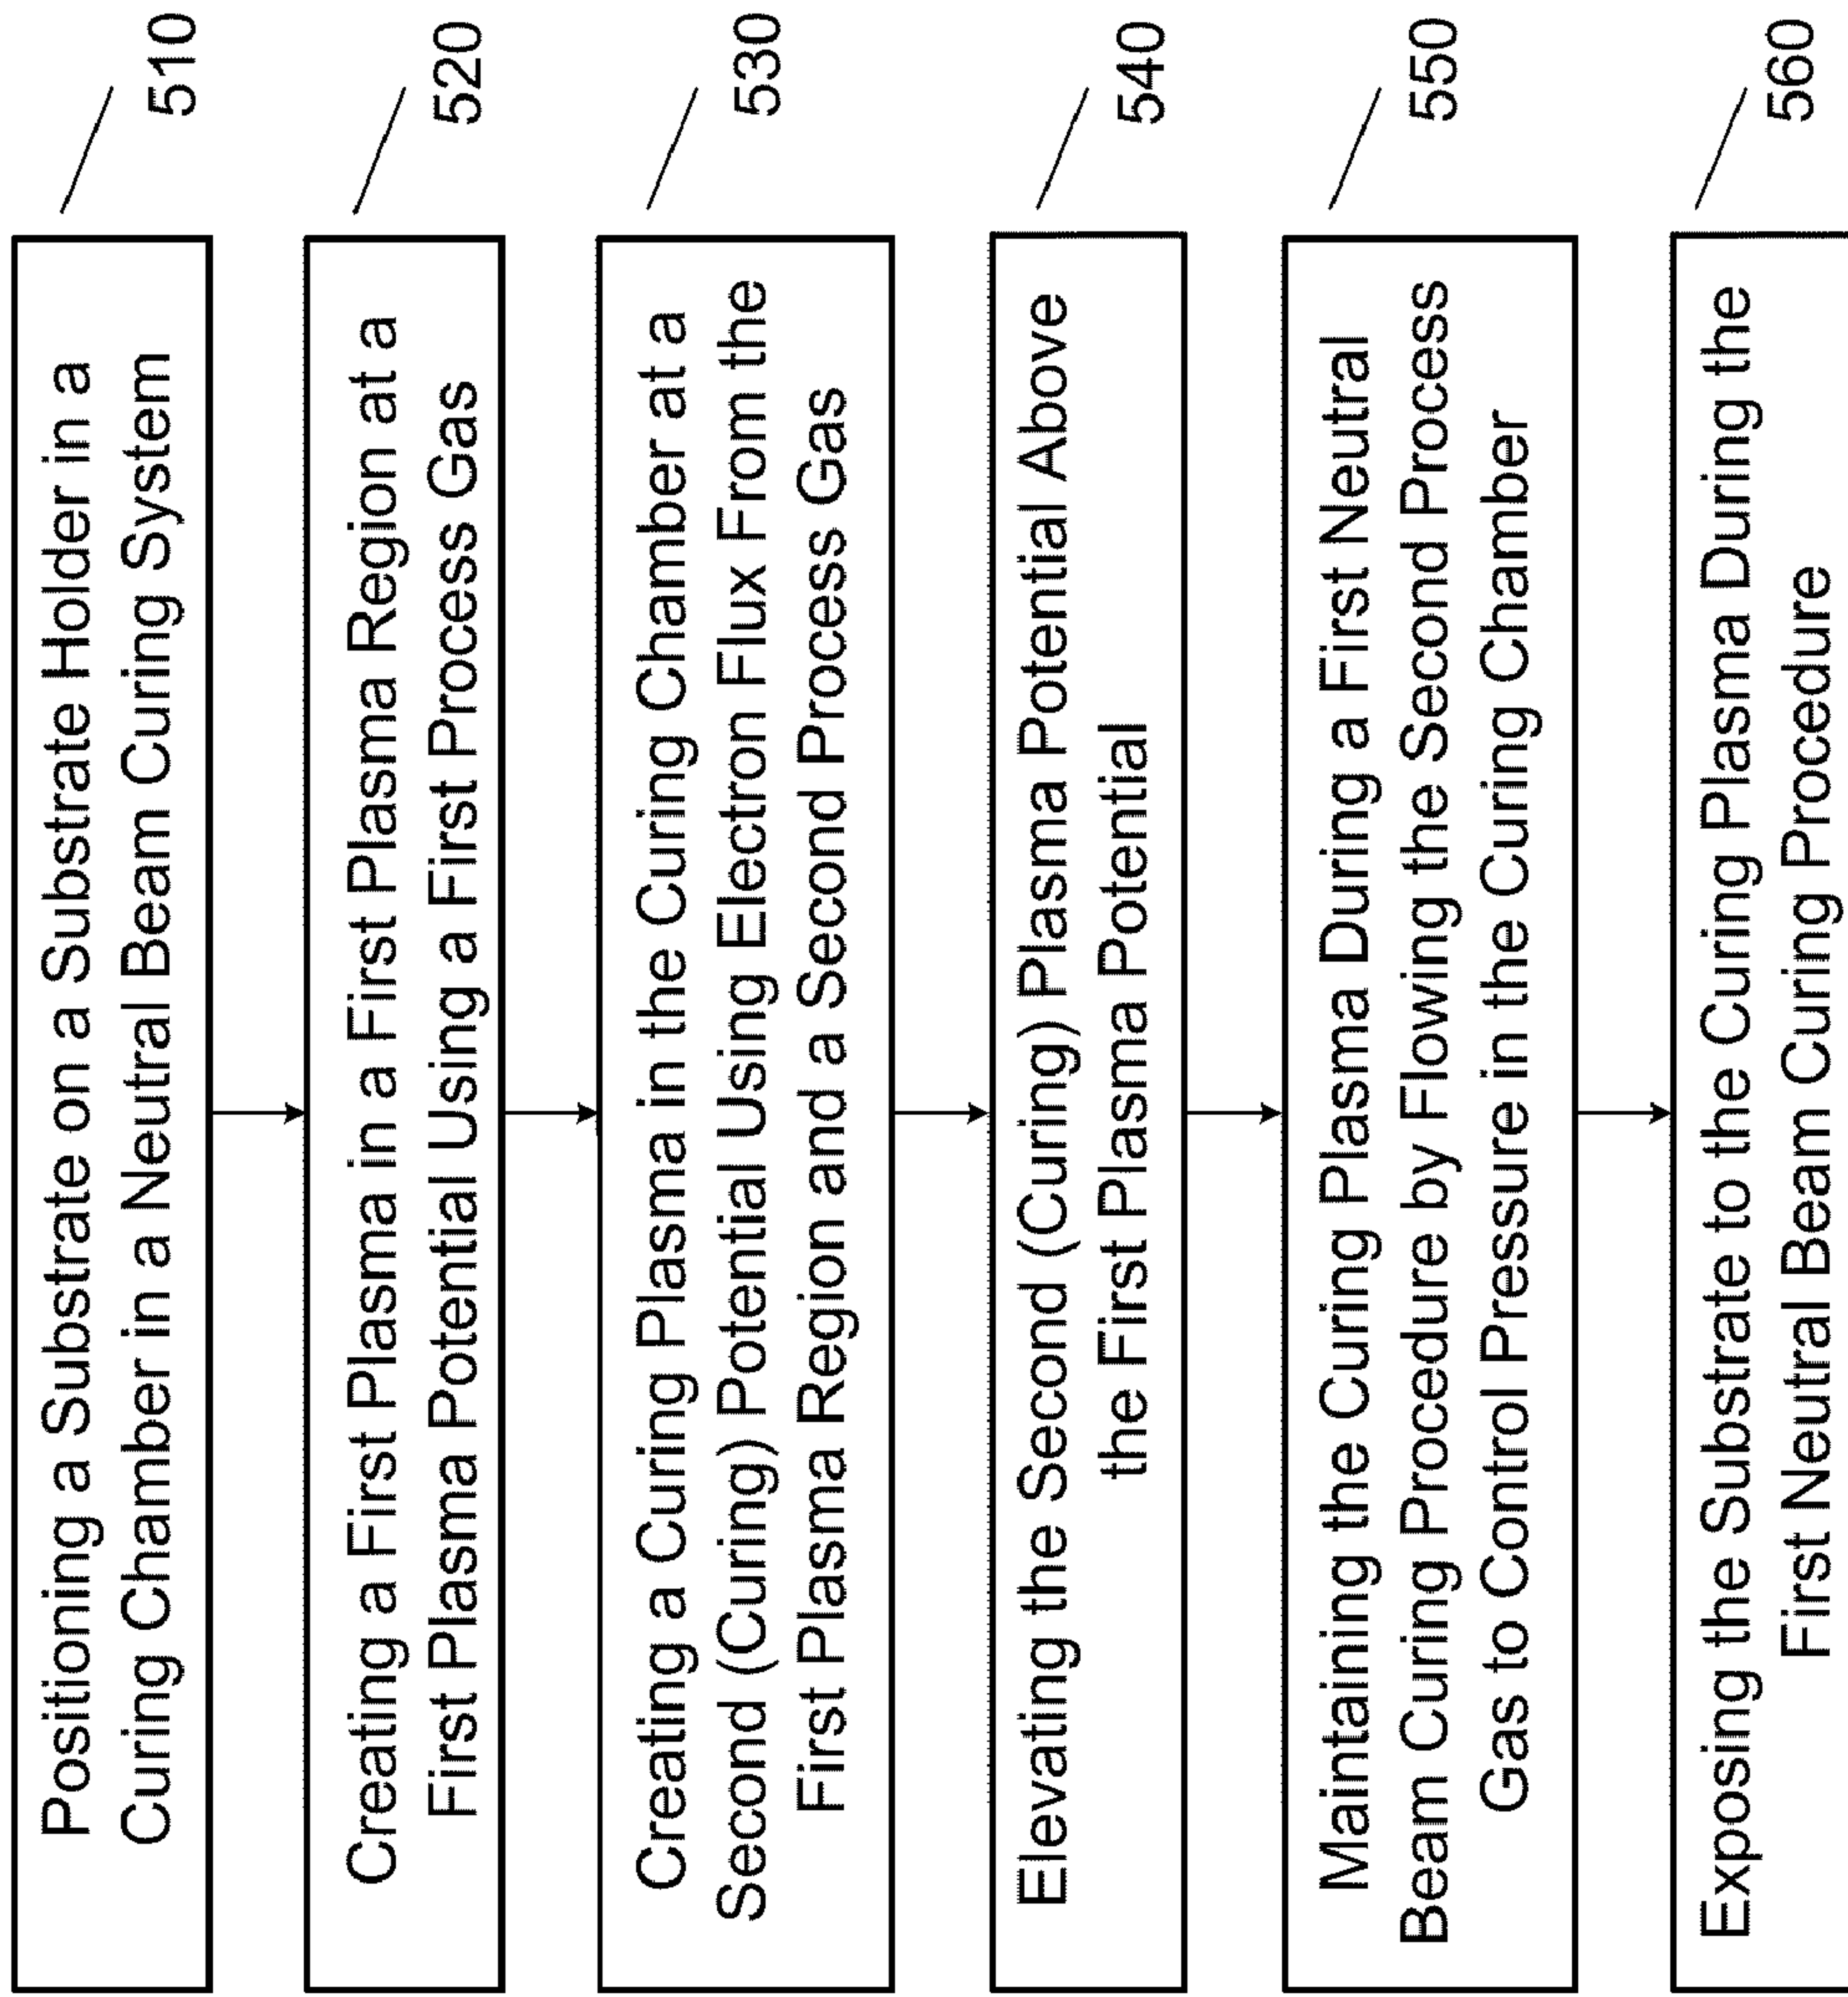 Positioning a Substrate on a Substrate Holder in a
Curing Chamber in a Neutral Beam Curing System
510
Creating a First Plasma in a First Plasma Region at a
First Plasma Potential Using a First Process Gas
520
Creating a Curing Plasma in the Curing Chamber at a
Second (Curing) Potential Using Electron Flux From the
First Plasma Region and a Second Process Gas
530
Elevating the Second (Curing) Plasma Potential Above
the First Plasma Potential
540
Maintaining the Curing Plasma During a First Neutral
Beam Curing Procedure by Flowing the Second Process
Gas to Control Pressure in the Curing Chamber
550
Exposing the Substrate to the Curing Plasma During the
First Neutral Beam Curing Procedure
560